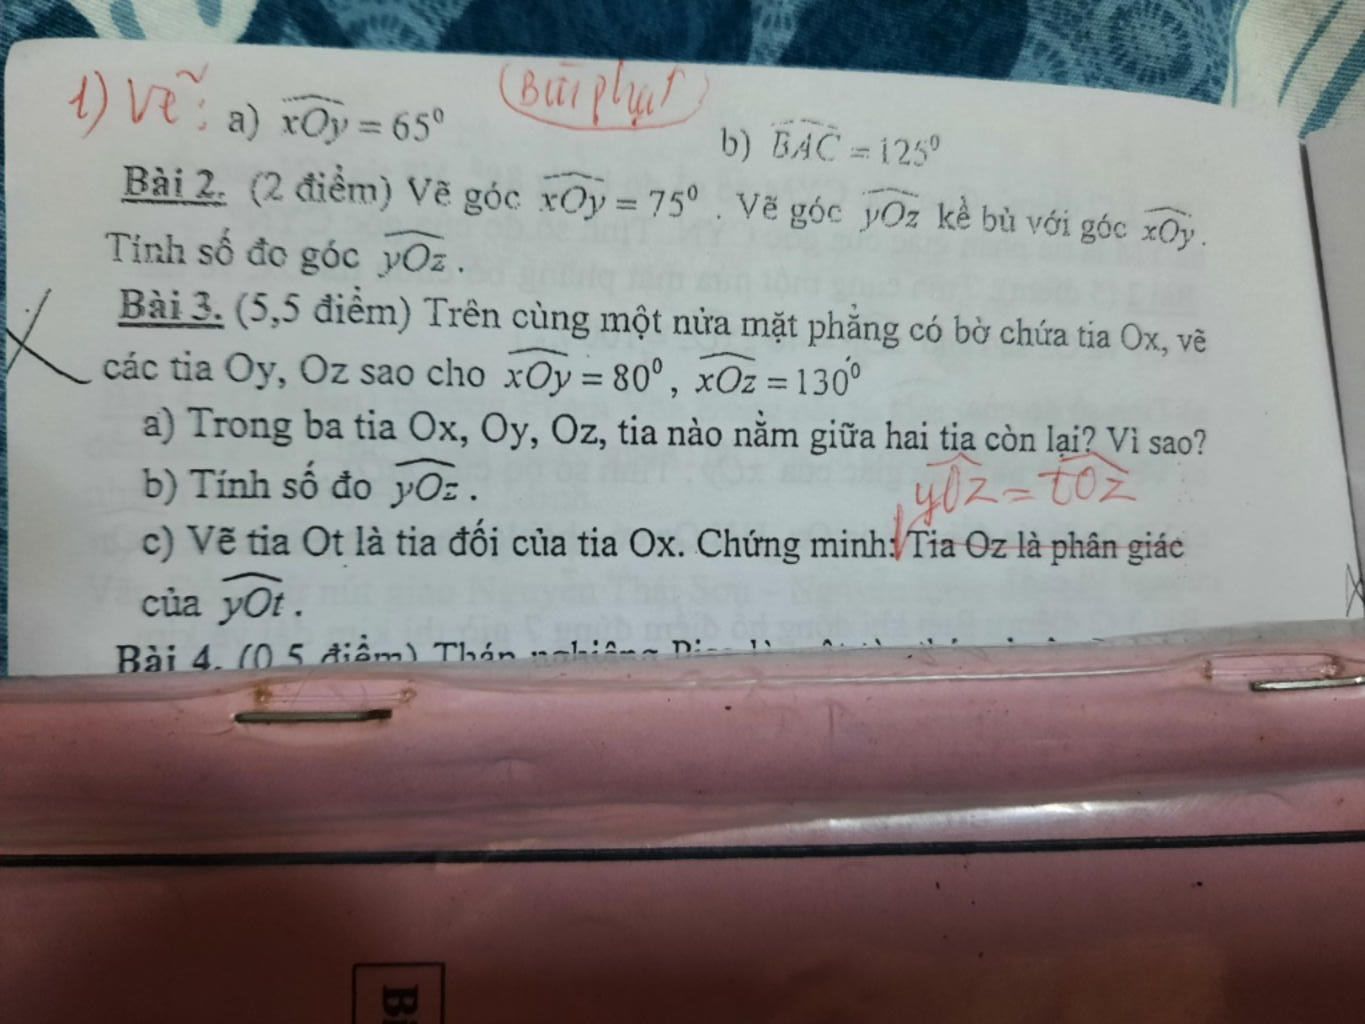 1) Vẽ: a) xOy = 65⁰ b) BAC = 125⁰
Bài 2. (2 điểm) Vẽ góc xOy = 75⁰ . Vẽ góc yOz kề bù với góc xOy .
Tính số đo góc yOz .
Bài 3. (5,5 điểm) Trên cùng một nửa mặt phẳng có bờ chứa tia Ox, vẽ
các tia Oy, Oz sao cho xOy = 80⁰ , xOz = 130⁰
a) Trong ba tia Ox, Oy, Oz, tia nào nằm giữa hai tia còn lại? Vì sao?
b) Tính số đo yOz .
yOz = tOz
c) Vẽ tia Ot là tia đối của tia Ox. Chứng minh: Tia Oz là phân giác
của yOt .
Bài 4. (0,5 điểm)